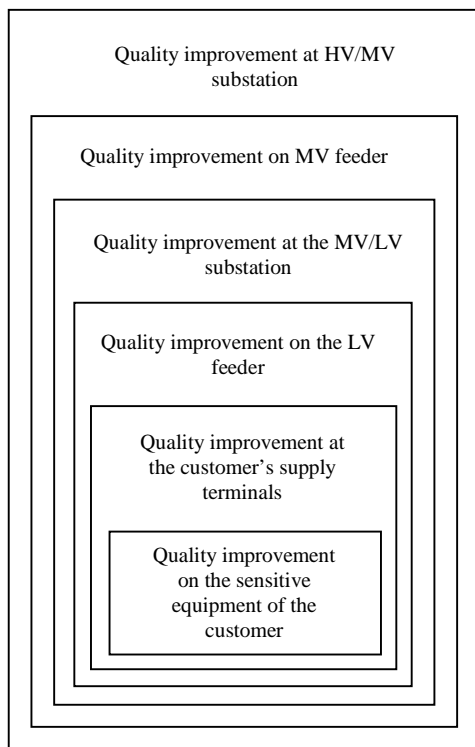 Quality improvement at HV/MV
substation
Quality improvement on MV feeder
Quality improvement at the MV/LV
substation
Quality improvement on the LV
feeder
Quality improvement at
the customer’s supply
terminals
Quality improvement
on the sensitive
equipment of the
customer